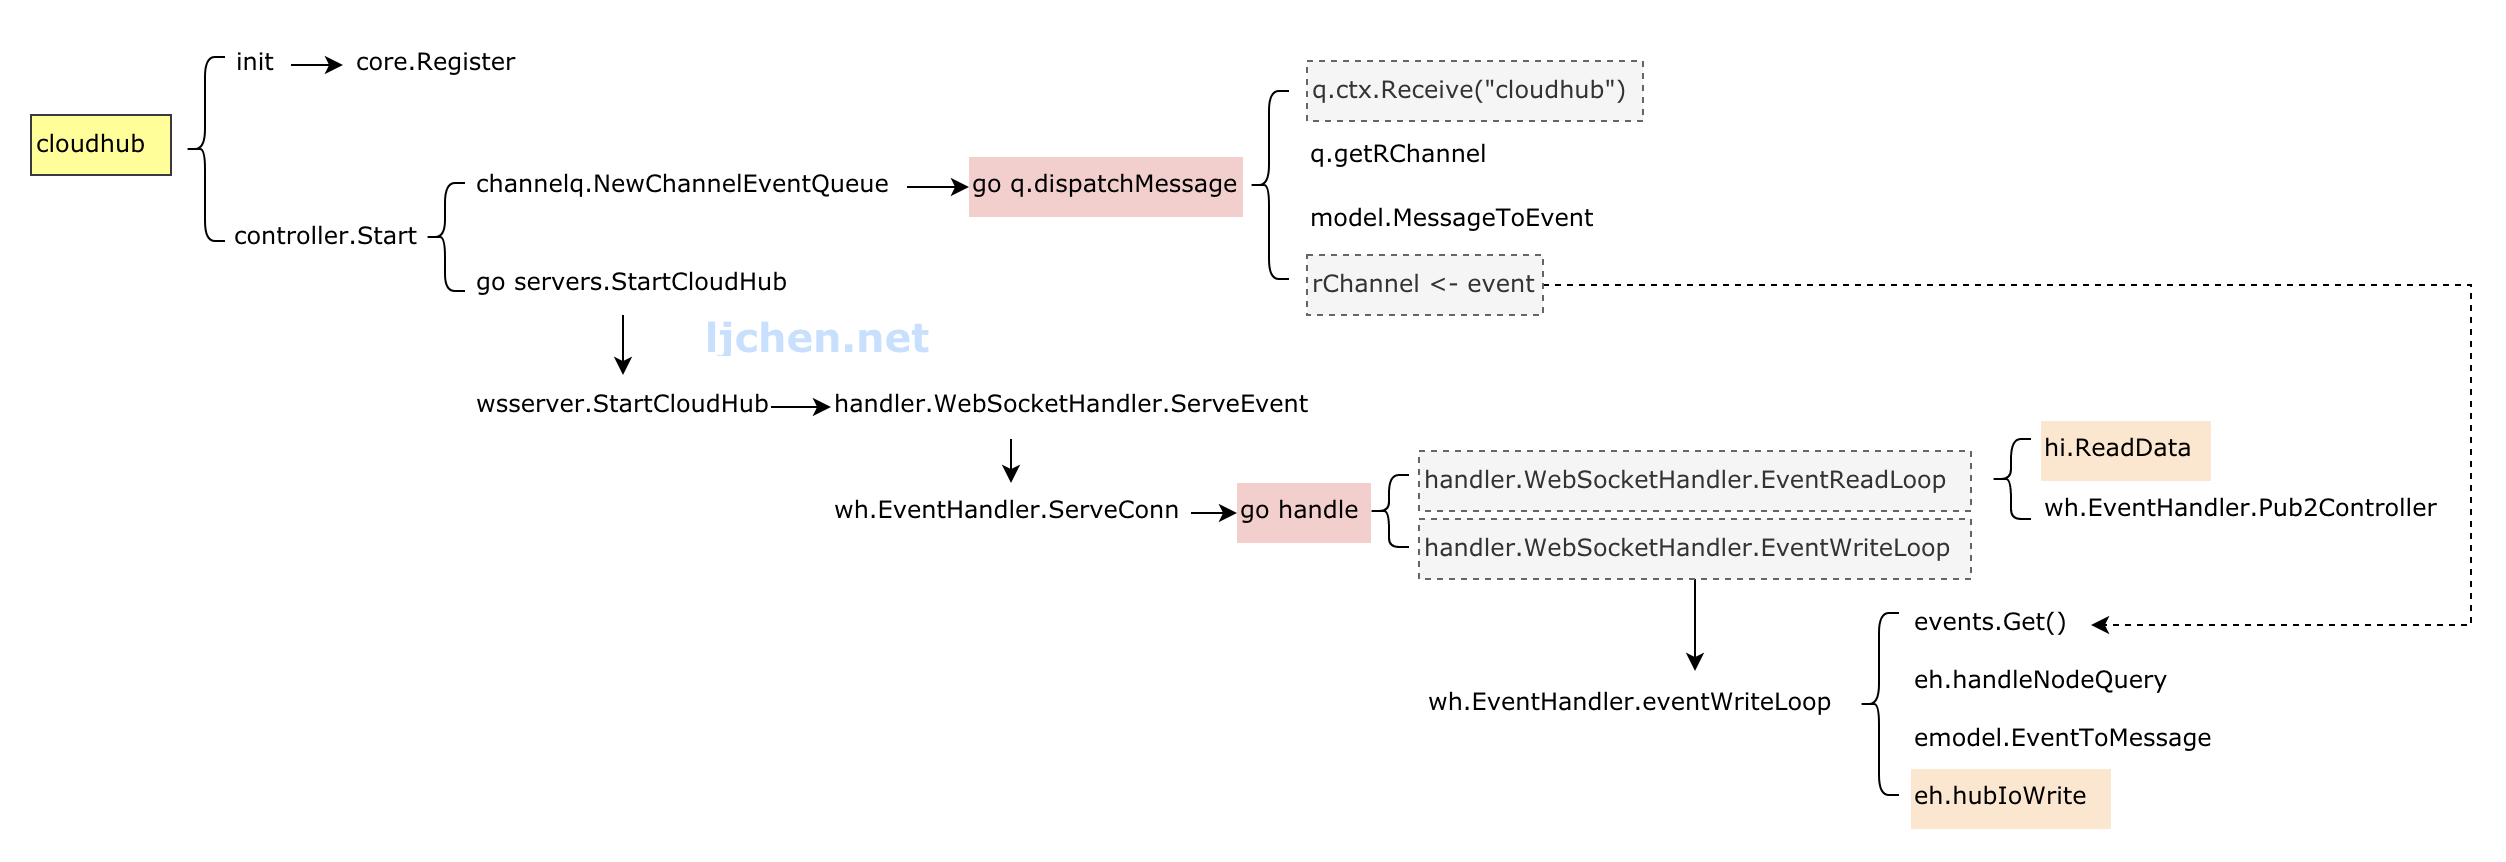 init
core.Register
cloudhub
controller.Start
channelq.NewChannelEventQueue
go q.dispatchMessage
q.ctx.Receive("cloudhub")
q.getRChannel
model.MessageToEvent
rChannel <- event
go servers.StartCloudHub
ljchen.net
wsserver.StartCloudHub
handler.WebSocketHandler.ServeEvent
wh.EventHandler.ServeConn
go handle
handler.WebSocketHandler.EventReadLoop
handler.WebSocketHandler.EventWriteLoop
hi.ReadData
wh.EventHandler.Pub2Controller
wh.EventHandler.eventWriteLoop
events.Get()
eh.handleNodeQuery
emodel.EventToMessage
eh.hubIoWrite